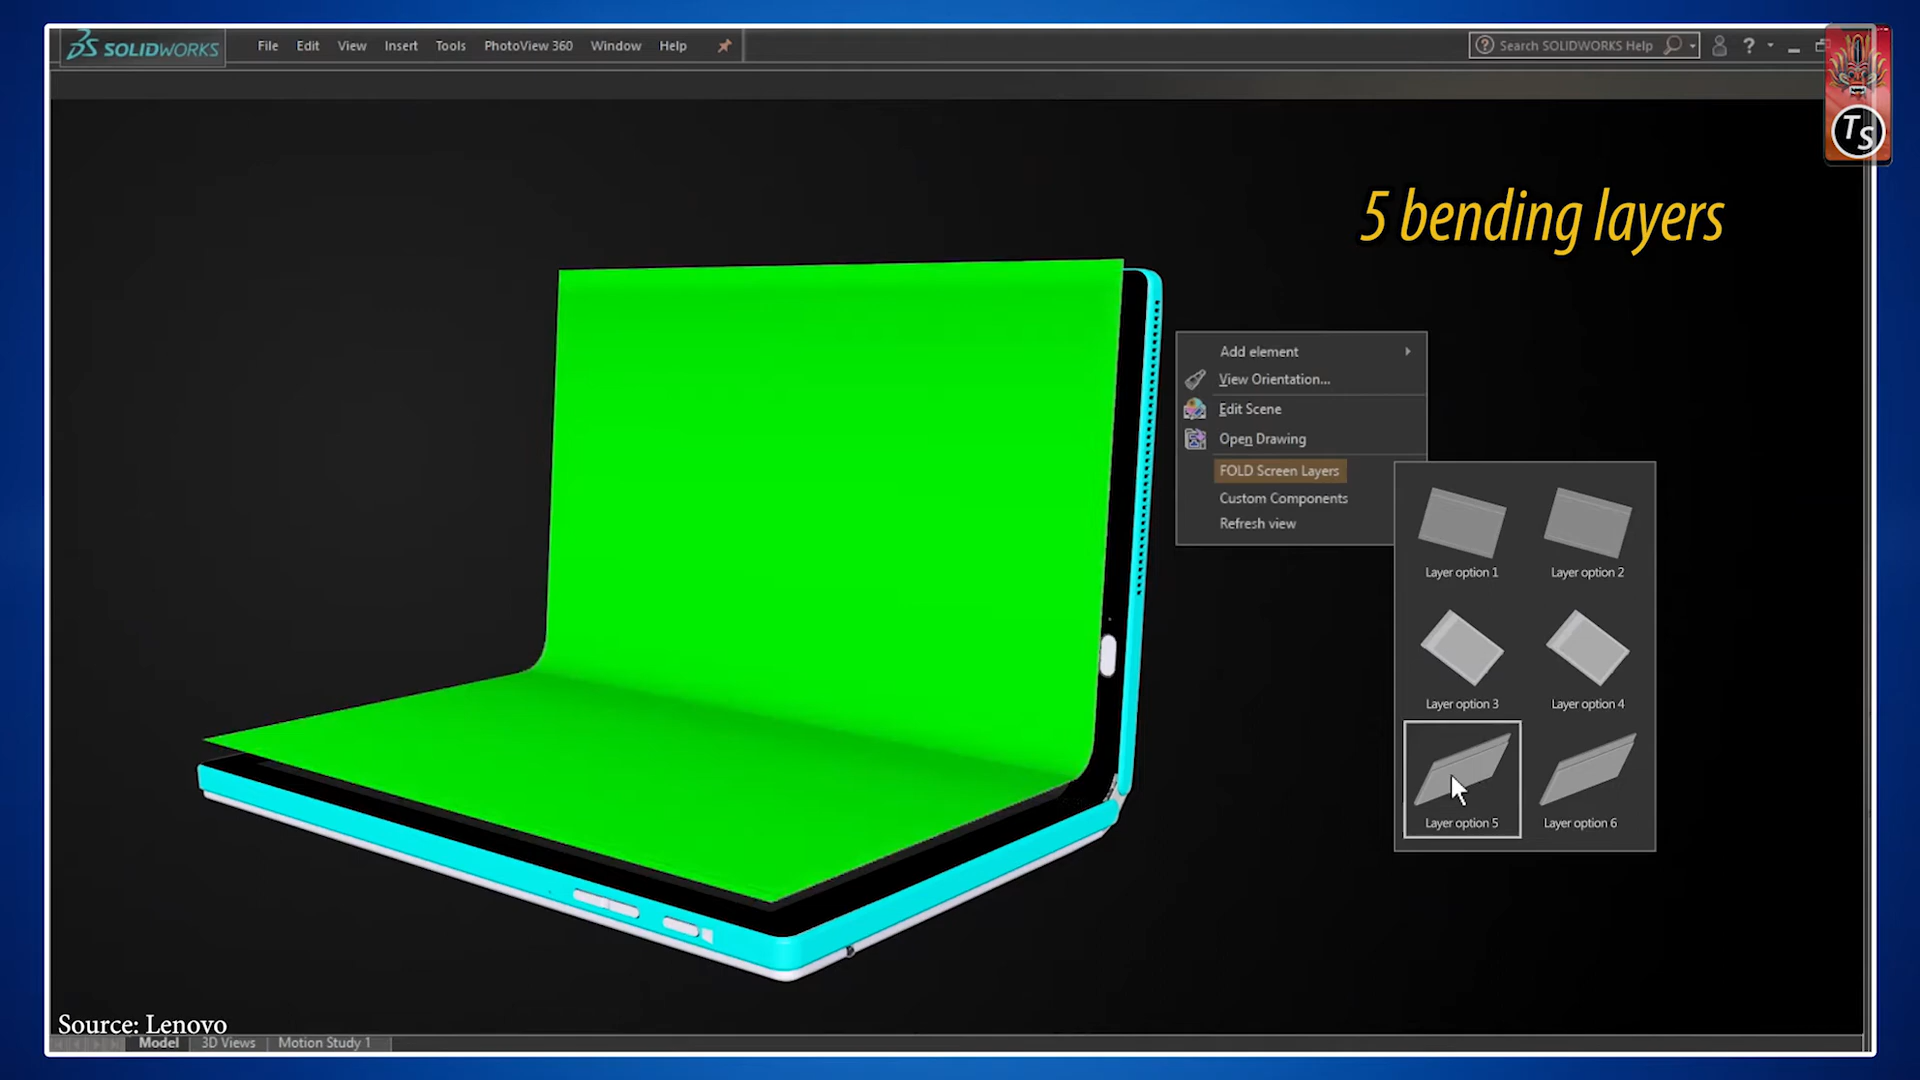 SOLIDWORKS
File Edit View Insert Tools PhotoView 360 Window Help
Search SOLIDWORKS Help
?
TS
5 bending layers
Add element
View Orientation...
Edit Scene
Open Drawing
FOLD Screen Layers
Custom Components
Refresh view
Layer option 1 Layer option 2
Layer option 3 Layer option 4
Layer option 5 Layer option 6
Source: Lenovo
Model 3D Views Motion Study 1